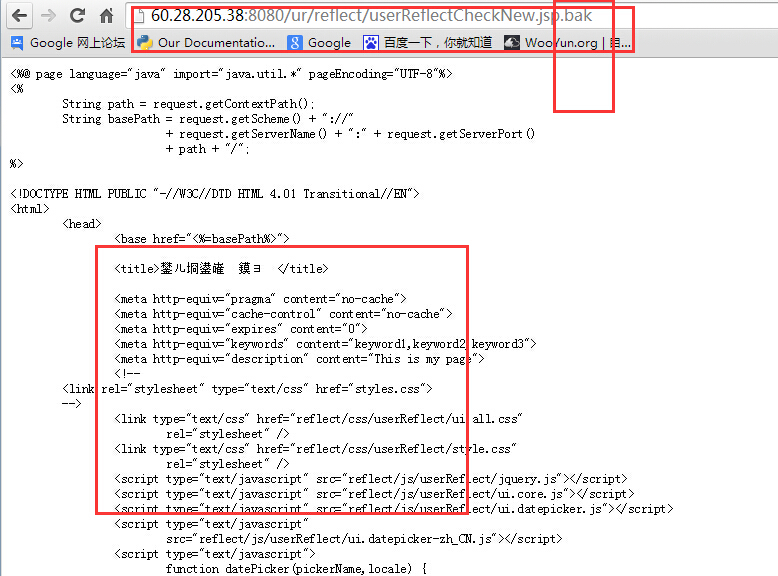 60.28.205.38:8080/ur/reflect/userReflectCheckNew.jsp.bak
Google 网上论坛 Our Documentatio... Google 百度一下，你就知道 WooYun.org | 自...
<%@ page language="java" import="java.util.*" pageEncoding="UTF-8"%>
<%
String path = request.getContextPath();
String basePath = request.getScheme() + "://"
+ request.getServerName() + ":" + request.getServerPort()
+ path + "/";
%>
<!DOCTYPE HTML PUBLIC "-//W3C//DTD HTML 4.01 Transitional//EN">
<html>
<head>
<base href="<%=basePath%>">
<title></title>
<meta http-equiv="pragma" content="no-cache">
<meta http-equiv="cache-control" content="no-cache">
<meta http-equiv="expires" content="0">
<meta http-equiv="keywords" content="keyword1,keyword2,keyword3">
<meta http-equiv="description" content="This is my page">
<!--
<link rel="stylesheet" type="text/css" href="styles.css">
-->
<link type="text/css" href="reflect/css/userReflect/ui.all.css"
rel="stylesheet" />
<link type="text/css" href="reflect/css/userReflect/style.css"
rel="stylesheet" />
<script type="text/javascript" src="reflect/js/userReflect/jquery.js"></script>
<script type="text/javascript" src="reflect/js/userReflect/ui.core.js"></script>
<script type="text/javascript" src="reflect/js/userReflect/ui.datepicker.js"></script>
<script type="text/javascript"
src="reflect/js/userReflect/ui.datepicker-zh_CN.js"></script>
<script type="text/javascript">
function datePicker(pickerName,locale) {